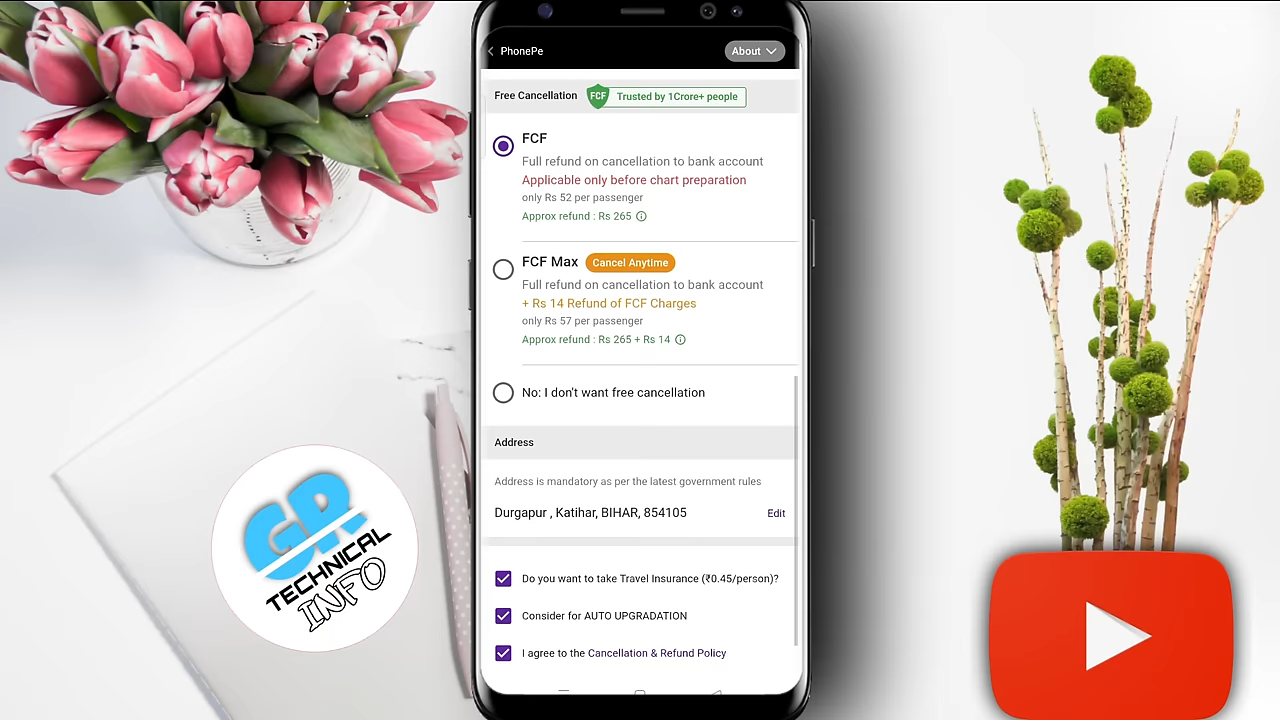 PhonePe
About
Free Cancellation
FCF
Trusted by 1Crore+ people
FCF
Full refund on cancellation to bank account
Applicable only before chart preparation
only Rs 52 per passenger
Approx refund : Rs 265
FCF Max
Cancel Anytime
Full refund on cancellation to bank account
+ Rs 14 Refund of FCF Charges
only Rs 57 per passenger
Approx refund : Rs 265 + Rs 14
No: I don't want free cancellation
Address
Address is mandatory as per the latest government rules
Durgapur , Katihar, BIHAR, 854105
Edit
Do you want to take Travel Insurance (₹0.45/person)?
Consider for AUTO UPGRADATION
I agree to the Cancellation & Refund Policy
GR
TECHNICAL
INFO